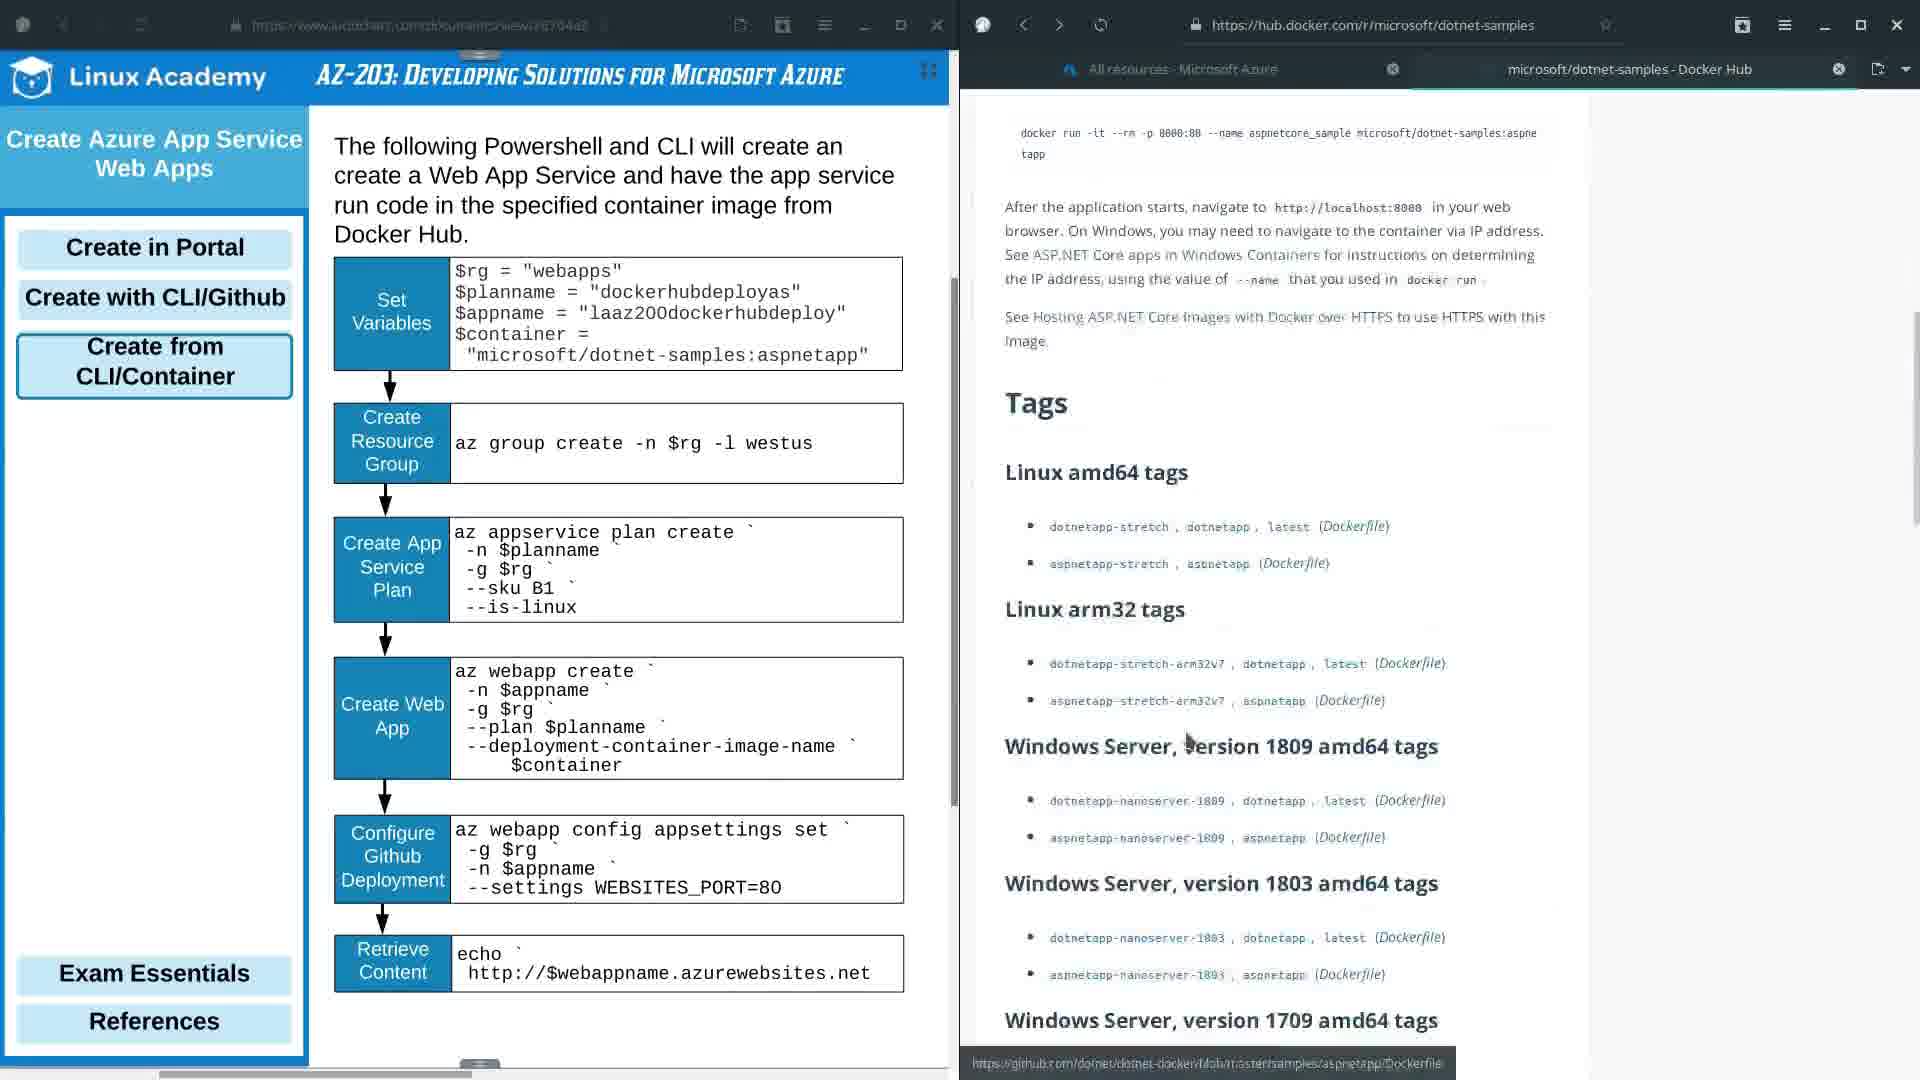 https://hub.docker.com/r/microsoft/dotnet-samples
All resources - Microsoft Azure
microsoft/dotnet-samples - Docker Hub
Linux Academy
AZ-203: Developing Solutions for Microsoft Azure
Create Azure App Service
Web Apps
Create in Portal
Create with CLI/Github
Create from
CLI/Container
Exam Essentials
References
The following Powershell and CLI will create an
create a Web App Service and have the app service
run code in the specified container image from
Docker Hub.
Set
Variables
$rg = "webapps"
$planname = "dockerhubdeployas"
$appname = "laaz2OOdockerhubdeploy"
$container =
"microsoft/dotnet-samples:aspnetapp"
Create
Resource
Group
az group create -n $rg -l westus
Create App
Service
Plan
az appservice plan create `
-n $planname `
-g $rg `
--sku B1 `
--is-linux
Create Web
App
az webapp create `
-n $appname `
-g $rg `
--plan $planname `
--deployment-container-image-name `
$container
Configure
Github
Deployment
az webapp config appsettings set `
-g $rg `
-n $appname `
--settings WEBSITES_PORT=8O
Retrieve
Content
echo `
http://$webappname.azurewebsites.net
docker run -it --rm -p 8000:80 --name aspnetcore_sample microsoft/dotnet-samples:aspne
tapp
After the application starts, navigate to http://localhost:8000 in your web
browser. On Windows, you may need to navigate to the container via IP address.
See ASP.NET Core apps in Windows Containers for instructions on determining
the IP address, using the value of --name that you used in docker run .
See Hosting ASP.NET Core Images with Docker over HTTPS to use HTTPS with this
image.
Tags
Linux amd64 tags
• dotnetapp-stretch , dotnetapp , latest (Dockerfile)
• aspnetapp-stretch , aspnetapp (Dockerfile)
Linux arm32 tags
• dotnetapp-stretch-arm32v7 , dotnetapp , latest (Dockerfile)
• aspnetapp-stretch-arm32v7 , aspnetapp (Dockerfile)
Windows Server, version 1809 amd64 tags
• dotnetapp-nanoserver-1809 , dotnetapp , latest (Dockerfile)
• aspnetapp-nanoserver-1809 , aspnetapp (Dockerfile)
Windows Server, version 1803 amd64 tags
• dotnetapp-nanoserver-1803 , dotnetapp , latest (Dockerfile)
• aspnetapp-nanoserver-1803 , aspnetapp (Dockerfile)
Windows Server, version 1709 amd64 tags
https://github.com/dotnet/dotnet-docker/blob/master/samples/aspnetapp/Dockerfile